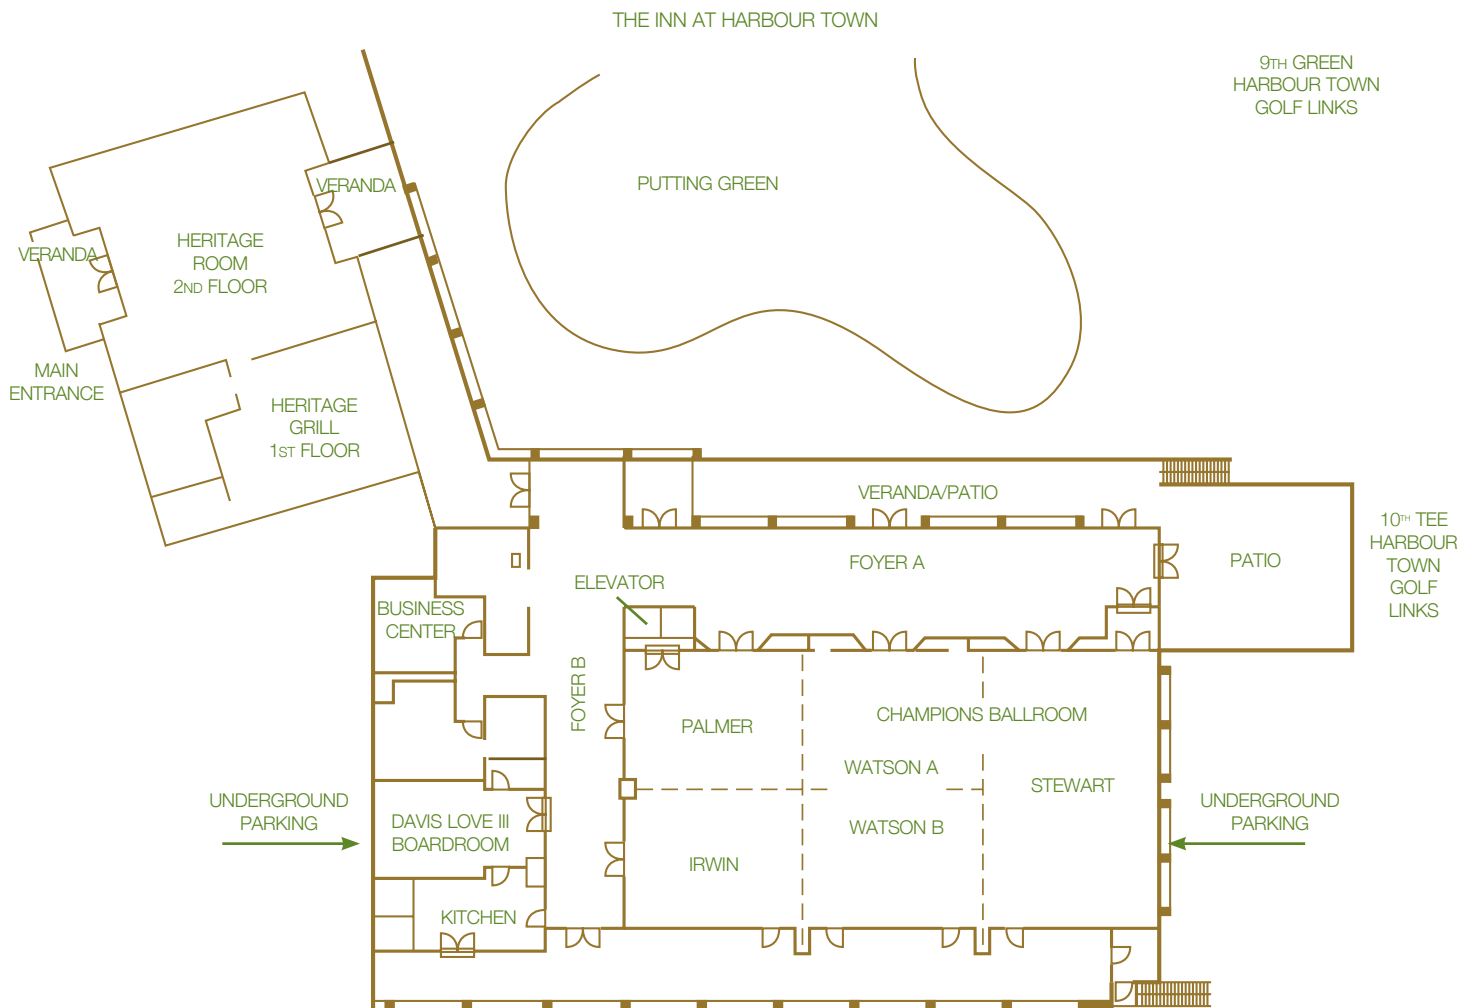 THE INN AT HARBOUR TOWN
9TH GREEN
HARBOUR TOWN
GOLF LINKS
PUTTING GREEN
VERANDA
VERANDA
HERITAGE
ROOM
2ND FLOOR
MAIN
ENTRANCE
HERITAGE
GRILL
1ST FLOOR
VERANDA/PATIO
10TH TEE
HARBOUR
TOWN
GOLF
LINKS
FOYER A
PATIO
ELEVATOR
BUSINESS
CENTER
FOYER B
PALMER
CHAMPIONS BALLROOM
WATSON A
STEWART
UNDERGROUND
PARKING
DAVIS LOVE III
BOARDROOM
WATSON B
UNDERGROUND
PARKING
IRWIN
KITCHEN